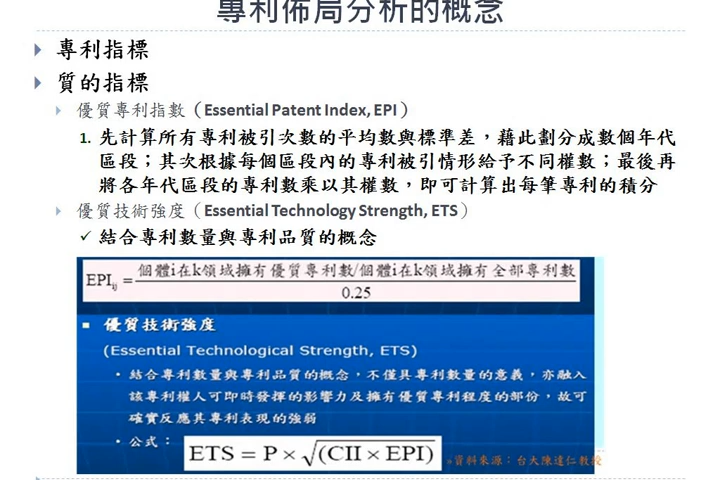 專利佈局分析的概念
專利指標
質的指標
優質專利指數（Essential Patent Index, EPI）
1. 先計算所有專利被引次數的平均數與標準差，藉此劃分成數個年代
區段；其次根據每個區段內的專利被引情形給予不同權數；最後再
將各年代區段的專利數乘以其權數，即可計算出每筆專利的積分
優質技術強度（Essential Technology Strength, ETS）
✓ 結合專利數量與專利品質的概念
EPIij = 個體i在k領域擁有優質專利數/個體i在k領域擁有全部專利數
0.25
▪ 優質技術強度
(Essential Technological Strength, ETS)
• 結合專利數量與專利品質的概念，不僅具專利數量的意義，亦融入
該專利權人可即時發揮的影響力及擁有優質專利程度的部份，故可
確實反應其專利表現的強弱
• 公式：
ETS = P × √(CII × EPI)
資料來源：台大陳達仁教授